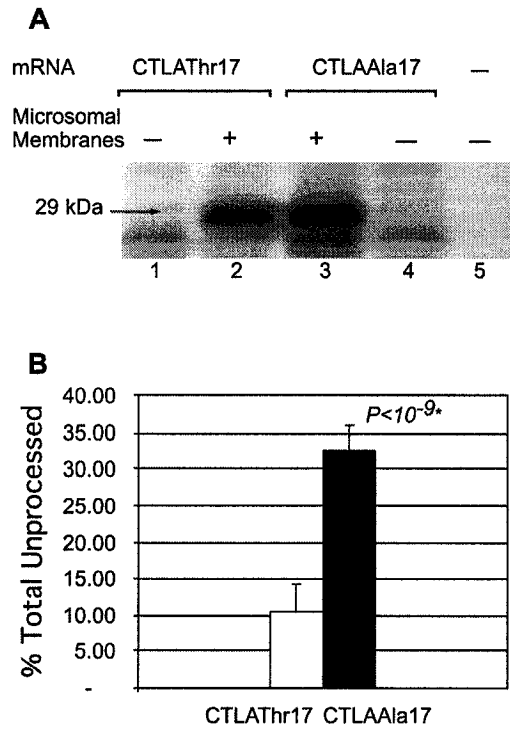 A
mRNA CTLAThr17 CTLAAla17 —
Microsomal
Membranes — + + — —
29 kDa
1 2 3 4 5
B
% Total Unprocessed
40.00
35.00
30.00
25.00
20.00
15.00
10.00
5.00
-
P<10-9*
CTLAThr17 CTLAAla17